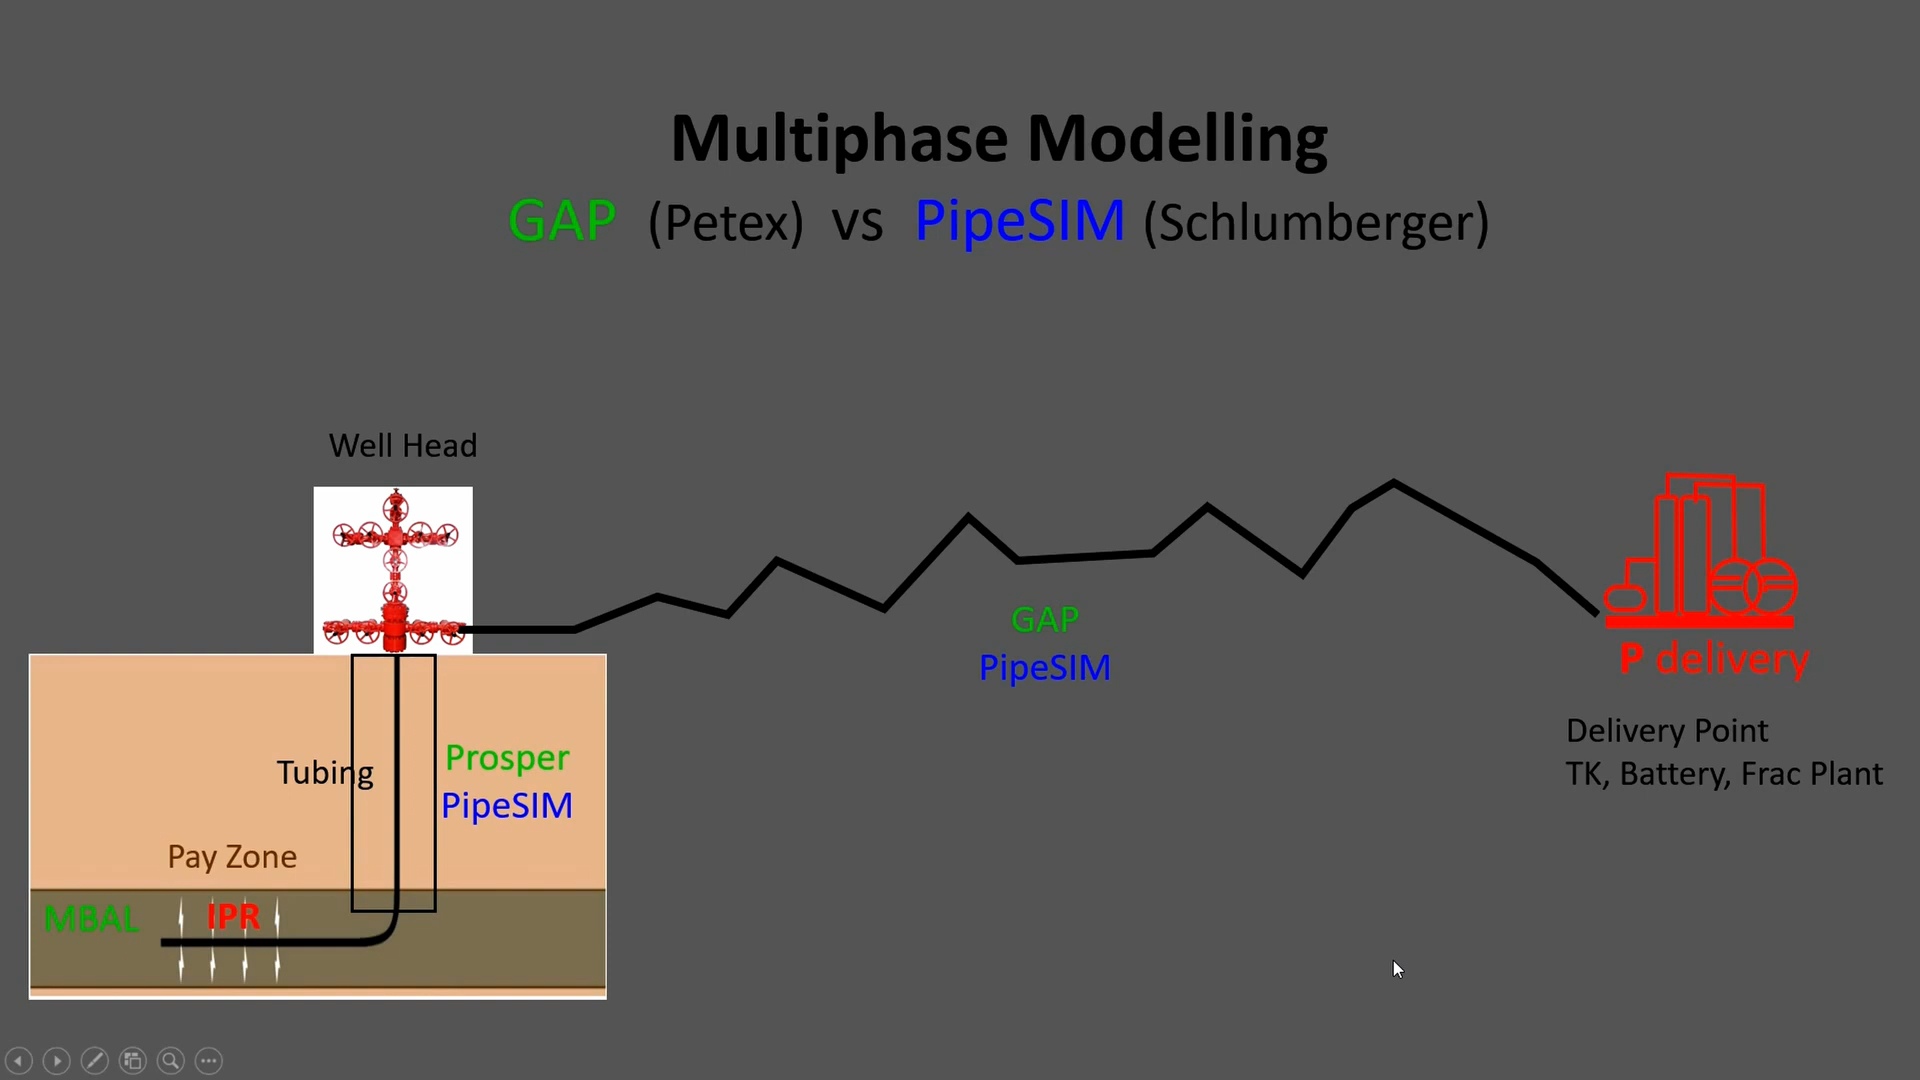 Multiphase Modelling
GAP (Petex) vs PipeSIM (Schlumberger)
Well Head
GAP
PipeSIM
P delivery
Delivery Point
TK, Battery, Frac Plant
Tubing
Prosper
PipeSIM
Pay Zone
MBAL
IPR